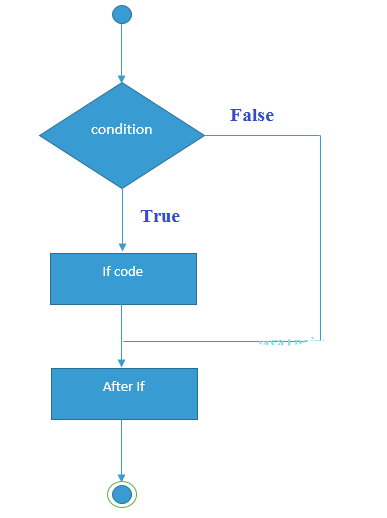 condition
False
True
If code
After If